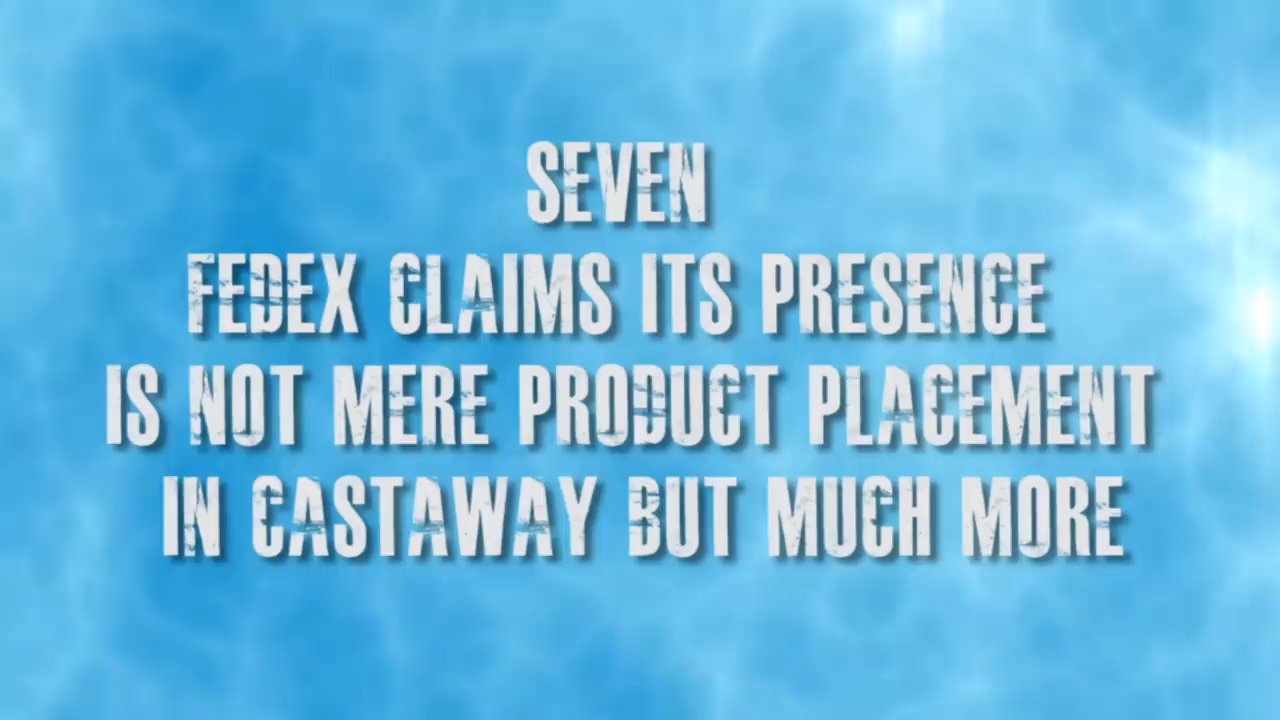 SEVEN
FEDEX CLAIMS ITS PRESENCE
IS NOT MERE PRODUCT PLACEMENT
IN CASTAWAY BUT MUCH MORE